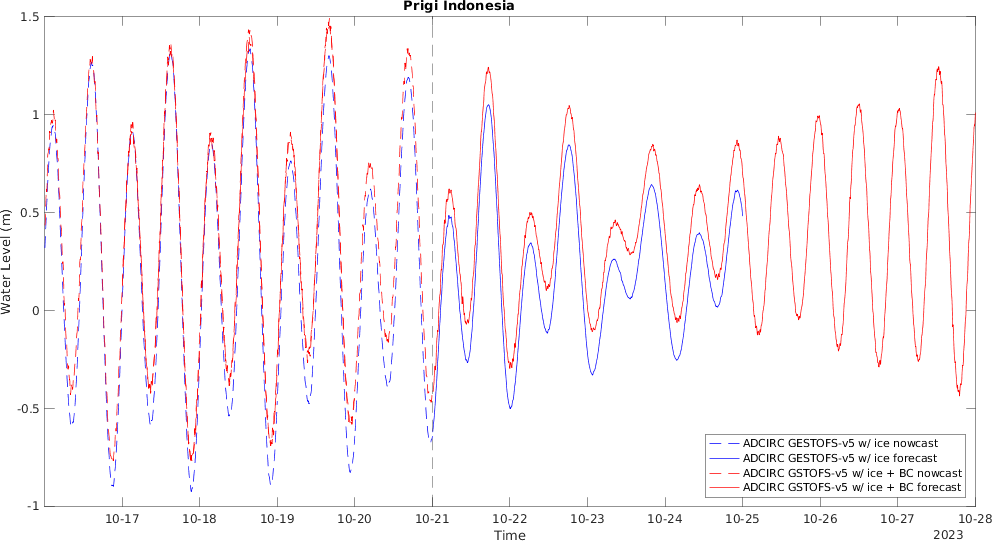 Prigi Indonesia
1.5
1
0.5
0
-0.5
-1
Water Level (m)
10-17 10-18 10-19 10-20 10-21 10-22 10-23 10-24 10-25 10-26 10-27 10-28
2023
Time
ADCIRC GESTOFS-v5 w/ ice nowcast
ADCIRC GESTOFS-v5 w/ ice forecast
ADCIRC GSTOFS-v5 w/ ice + BC nowcast
ADCIRC GSTOFS-v5 w/ ice + BC forecast